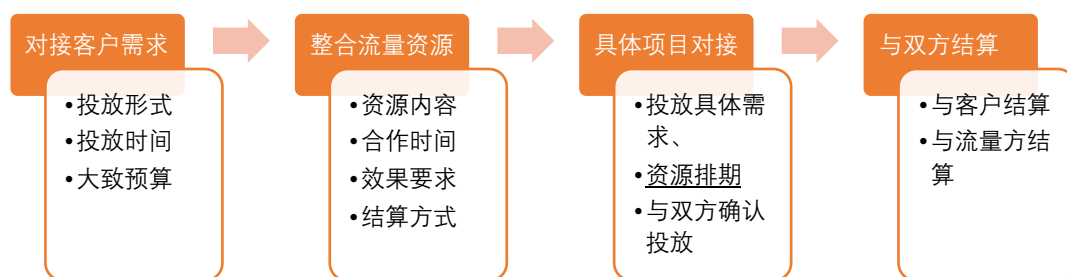 对接客户需求
•投放形式
•投放时间
•大致预算
整合流量资源
•资源内容
•合作时间
•效果要求
•结算方式
具体项目对接
•投放具体需
求、
•资源排期
•与双方确认
投放
与双方结算
•与客户结算
•与流量方结
算